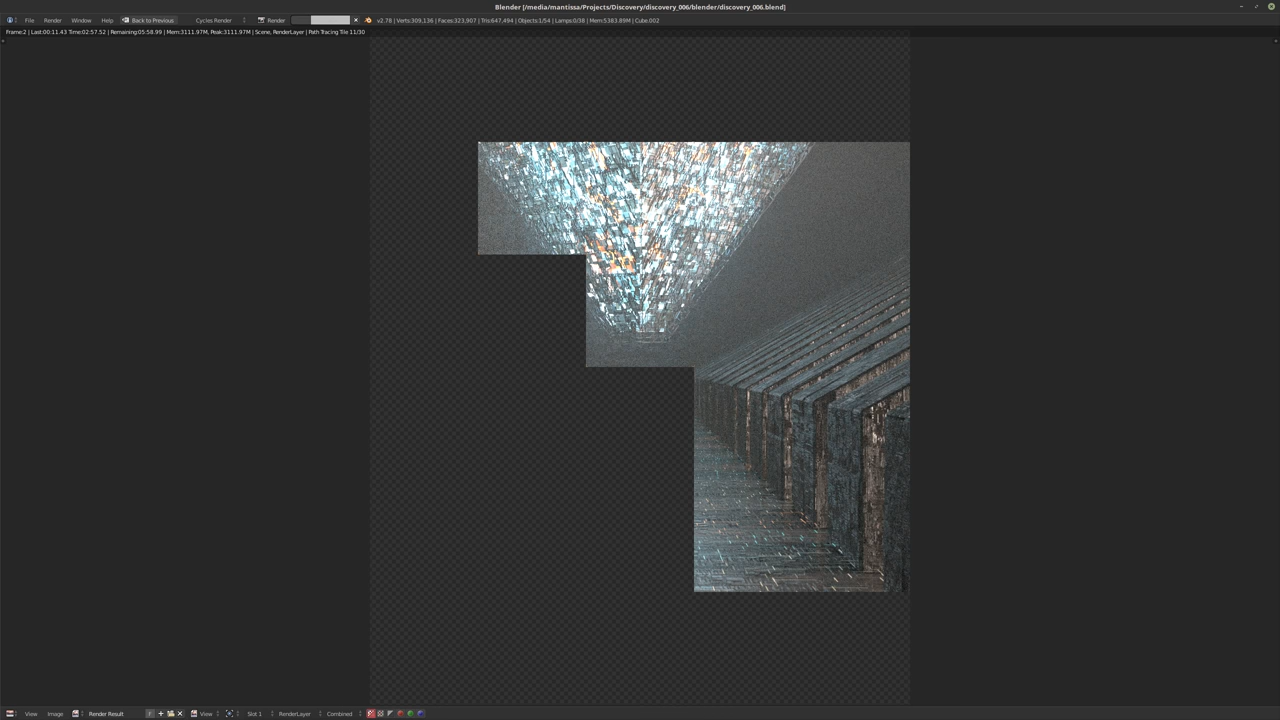 Blender [/media/mantissa/Projects/Discovery/discovery_006/blender/discovery_006.blend]
File Render Window Help Back to Previous Cycles Render Render v2.78 | Verts:309,136 | Faces:323,907 | Tris:647,494 | Objects:1/54 | Lamps:0/38 | Mem:5383.89M | Cube.002
Frame:2 | Last:00:11.43 Time:02:57.52 | Remaining:05:58.99 | Mem:3111.97M, Peak:3111.97M | Scene, RenderLayer | Path Tracing Tile 11/30
View Image Render Result F View Slot 1 RenderLayer Combined